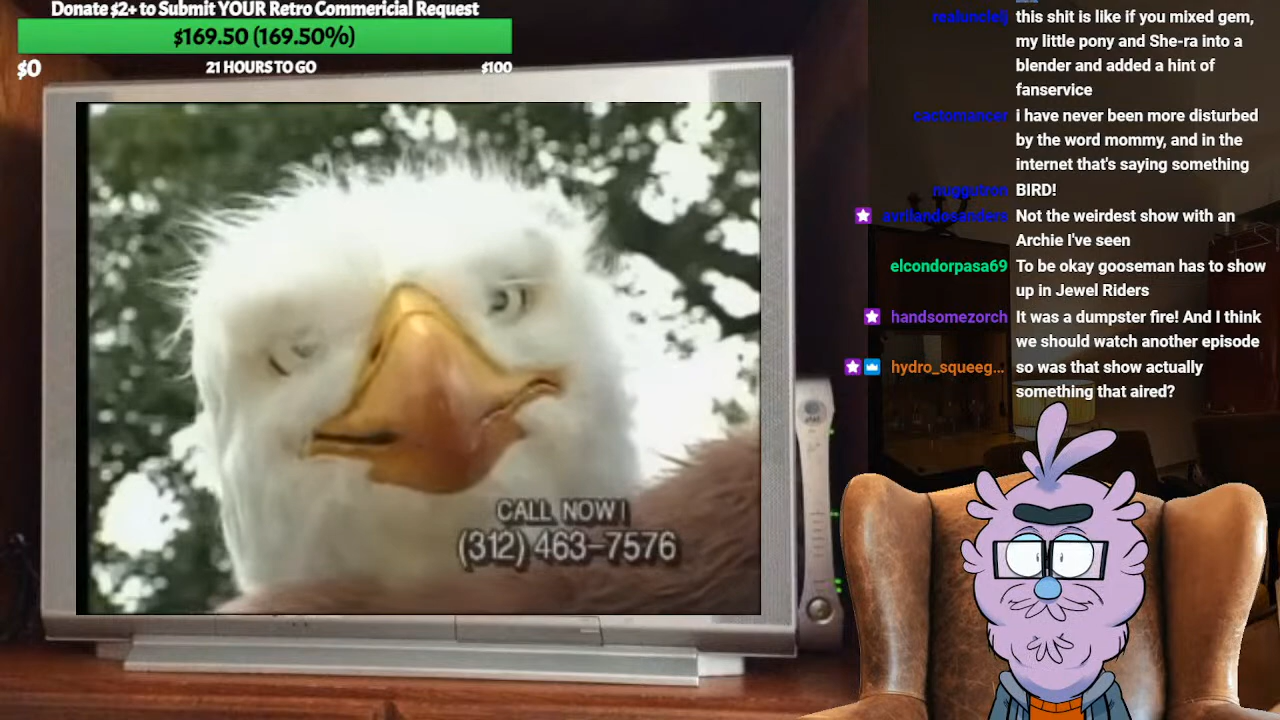 Donate $2+ to Submit YOUR Retro Commericial Request
$169.50 (169.50%)
$0
21 HOURS TO GO
$100
CALL NOW!
(312) 463-7576
realunclelj this shit is like if you mixed gem,
my little pony and She-ra into a
blender and added a hint of
fanservice
cactomancer i have never been more disturbed
by the word mommy, and in the
internet that's saying something
nuggutron BIRD!
avrilandosanders Not the weirdest show with an
Archie I've seen
elcondorpasa69 To be okay gooseman has to show
up in Jewel Riders
handsomezorch It was a dumpster fire! And I think
we should watch another episode
hydro_squeeg... so was that show actually
something that aired?